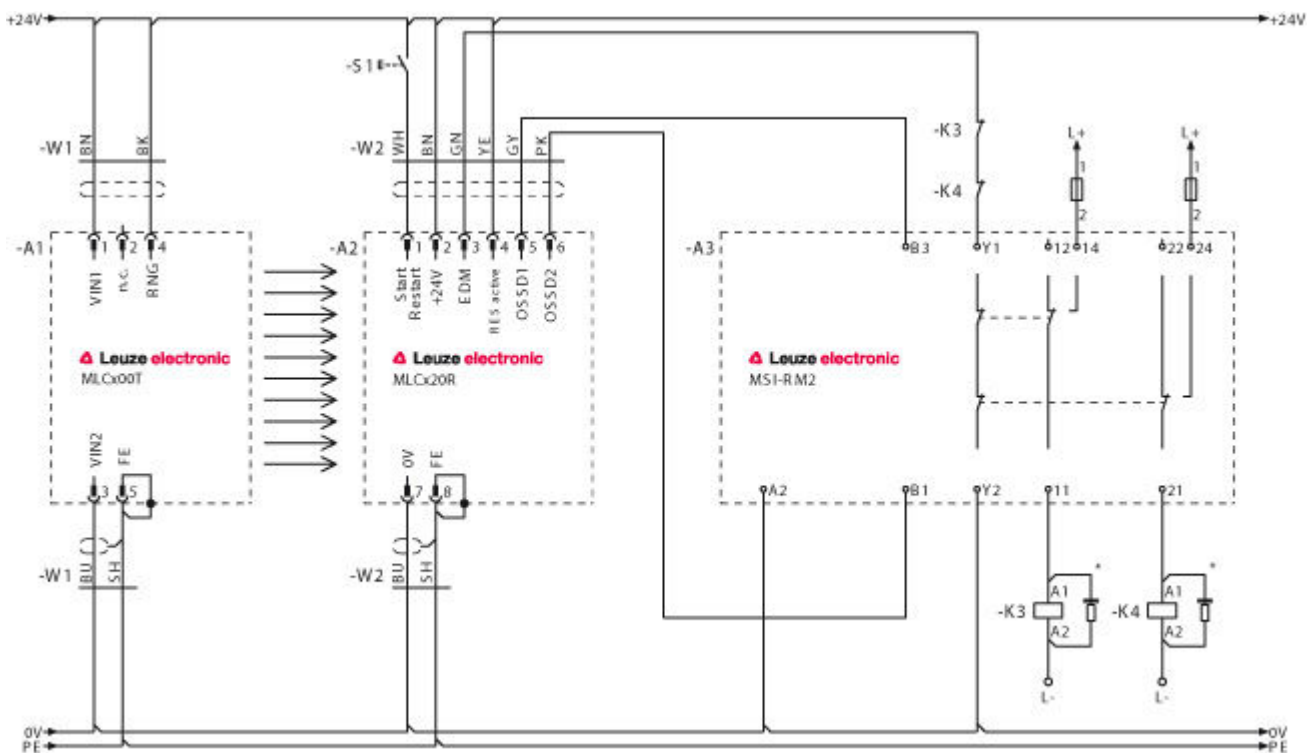 +24V +24V
-S1
-W1 BN BK
-W2 WH BN GN YE GY PK
-K3
-K4
L+ L+
1 1
2 2
-A1 1 2 4
-A2 1 2 3 4 5 6
-A3 B3 Y1 12 14 22 24
VIN1 n.c. RNG
Start Restart +24V EDM RES active OSSD1 OSSD2
Leuze electronic
MLCx00T
Leuze electronic
MLCx20R
Leuze electronic
MSI-RM2
VIN2 FE
0V FE
3 5
7 8
A2 B1 Y2 11 21
-W1 BU SH
-W2 BU SH
* *
-K3 A1 A2
-K4 A1 A2
L- L-
0V 0V
PE PE